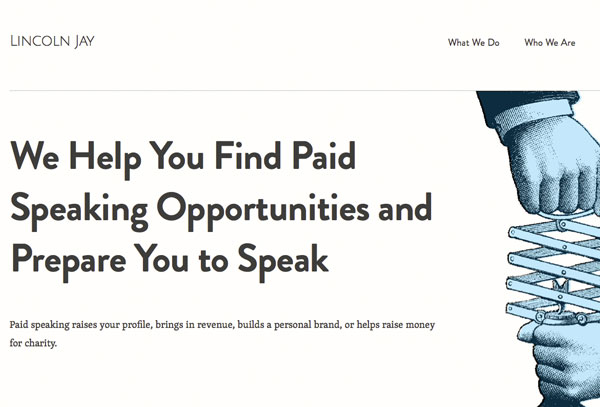 LINCOLN JAY
What We Do Who We Are
We Help You Find Paid
Speaking Opportunities and
Prepare You to Speak
Paid speaking raises your profile, brings in revenue, builds a personal brand, or helps raise money
for charity.